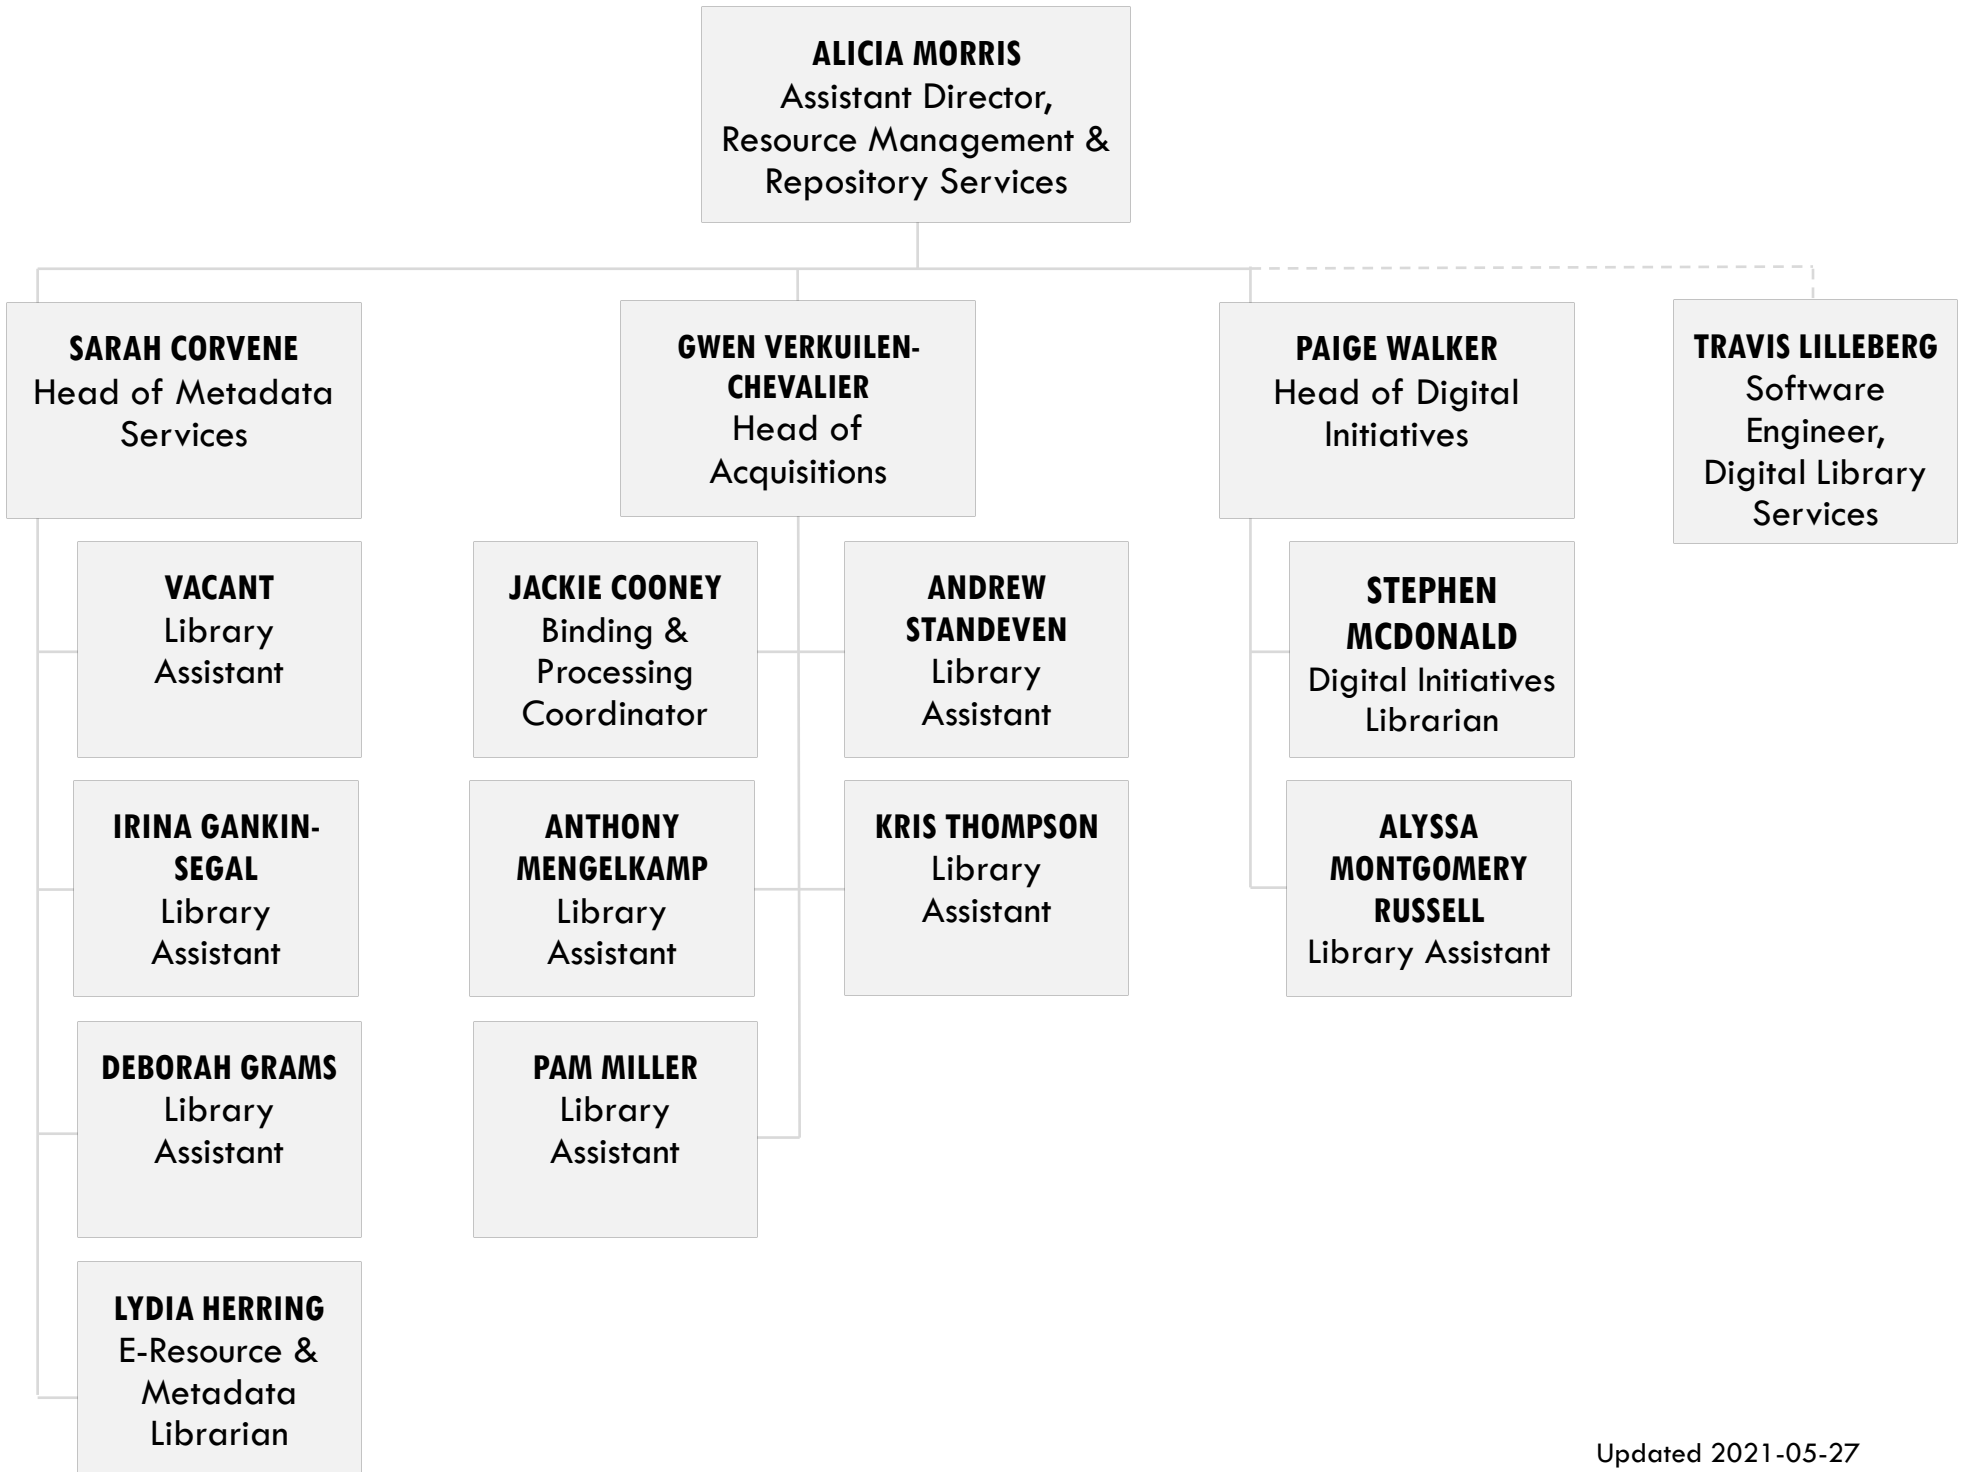 ALICIA MORRIS
Assistant Director,
Resource Management &
Repository Services
SARAH CORVENE
Head of Metadata
Services
GWEN VERKUILEN-
CHEVALIER
Head of
Acquisitions
PAIGE WALKER
Head of Digital
Initiatives
TRAVIS LILLEBERG
Software
Engineer,
Digital Library
Services
VACANT
Library
Assistant
JACKIE COONEY
Binding &
Processing
Coordinator
ANDREW
STANDEVEN
Library
Assistant
STEPHEN
MCDONALD
Digital Initiatives
Librarian
IRINA GANKIN-
SEGAL
Library
Assistant
ANTHONY
MENGELKAMP
Library
Assistant
KRIS THOMPSON
Library
Assistant
ALYSSA
MONTGOMERY
RUSSELL
Library Assistant
DEBORAH GRAMS
Library
Assistant
PAM MILLER
Library
Assistant
LYDIA HERRING
E-Resource &
Metadata
Librarian
Updated 2021-05-27